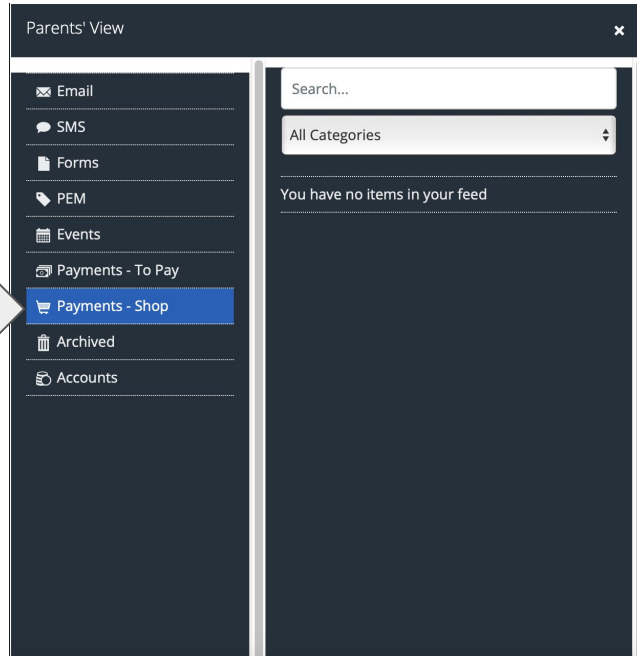 Parents' View
Email
SMS
Forms
PEM
Events
Payments - To Pay
Payments - Shop
Archived
Accounts
Search...
All Categories
You have no items in your feed